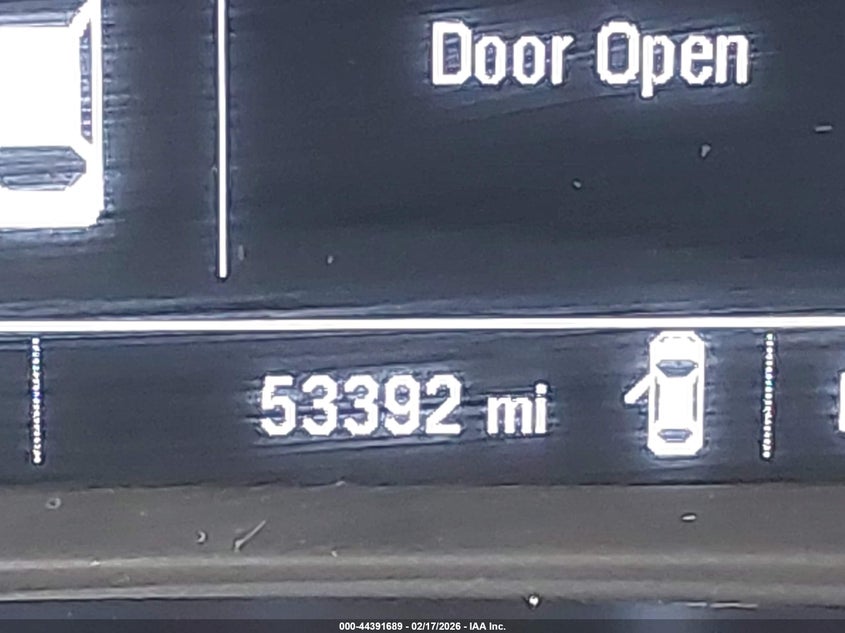 Door Open
53392 mi
000-44391689 - 02/17/2026 - IAA Inc.